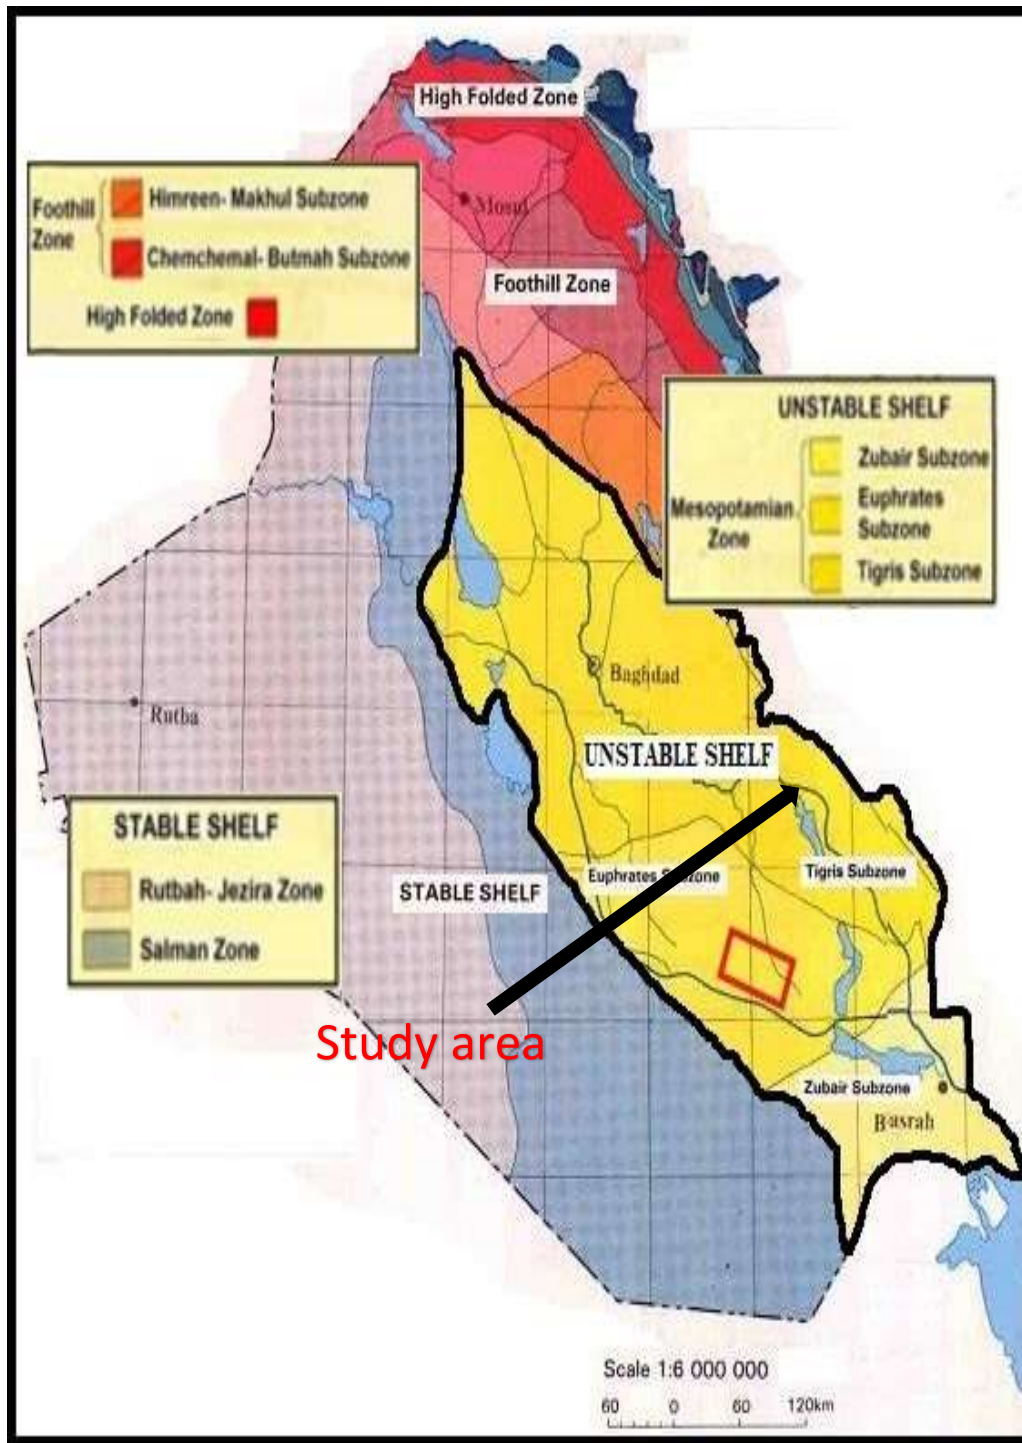 High Folded Zone
Foothill
Zone
Himreen- Makhul Subzone
Chemchemal- Butmah Subzone
High Folded Zone
Mosul
Foothill Zone
UNSTABLE SHELF
Mesopotamian
Zone
Zubair Subzone
Euphrates
Subzone
Tigris Subzone
Baghdad
Rutba
UNSTABLE SHELF
STABLE SHELF
Rutbah- Jezira Zone
Salman Zone
STABLE SHELF
Euphrates Subzone
Tigris Subzone
Study area
Zubair Subzone
Basrah
Scale 1:6 000 000
60 0 60 120km